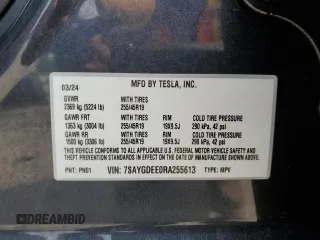 MFD BY TESLA, INC.
03/24
GVWR WITH TIRES
2369 kg (5224 lb) 255/45R19
GAWR FRT WITH TIRES RIM COLD TIRE PRESSURE
1363 kg (3004 lb) 255/45R19 19X9.5J 290 kPa, 42 psi
GAWR RR WITH TIRES RIM COLD TIRE PRESSURE
1500 kg (3306 lb) 255/45R19 19X9.5J 290 kPa, 42 psi
THIS VEHICLE CONFORMS TO ALL APPLICABLE U.S. FEDERAL MOTOR VEHICLE SAFETY AND
THEFT PREVENTION STANDARDS IN EFFECT ON THE DATE OF MANUFACTURE SHOWN ABOVE.
PNT: PN01 VIN: 7SAYGDEE0RA255613 TYPE: MPV
DREAMBID